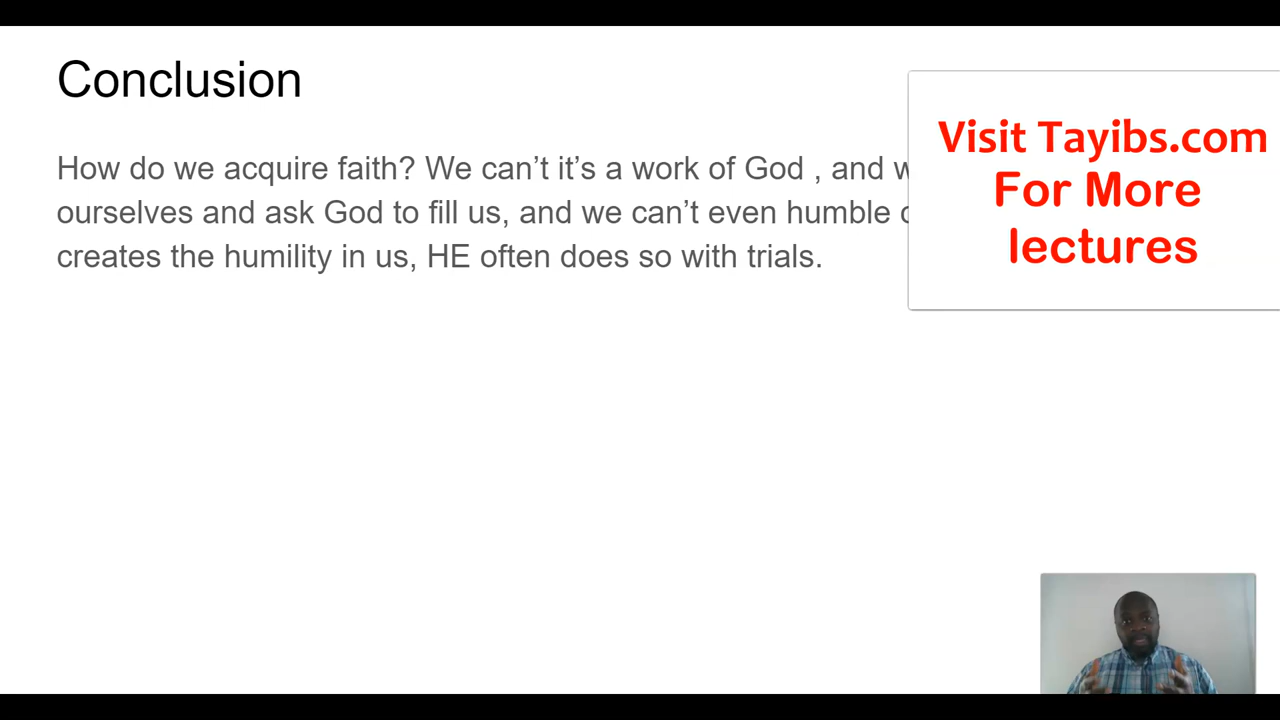 Conclusion
How do we acquire faith? We can’t it’s a work of God , and
ourselves and ask God to fill us, and we can’t even humble
creates the humility in us, HE often does so with trials.
Visit Tayibs.com
For More
lectures